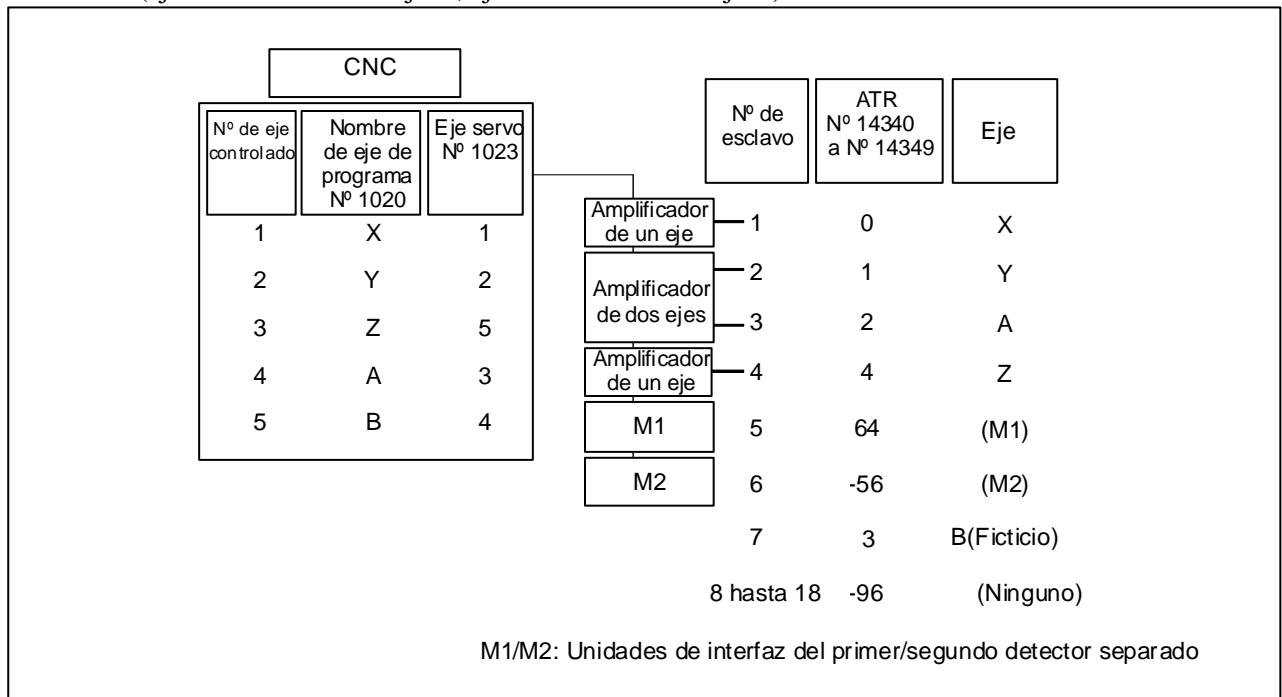 CNC
Nº de eje
controlado
Nombre
de eje de
programa
Nº 1020
Eje servo
Nº 1023
1 X 1
2 Y 2
3 Z 5
4 A 3
5 B 4
Amplificador
de un eje
Amplificador
de dos ejes
Amplificador
de un eje
M1
M2
Nº de
esclavo
ATR
Nº 14340
a Nº 14349
Eje
1 0 X
2 1 Y
3 2 A
4 4 Z
5 64 (M1)
6 -56 (M2)
7 3 B(Ficticio)
8 hasta 18 -96 (Ninguno)
M1/M2: Unidades de interfaz del primer/segundo detector separado